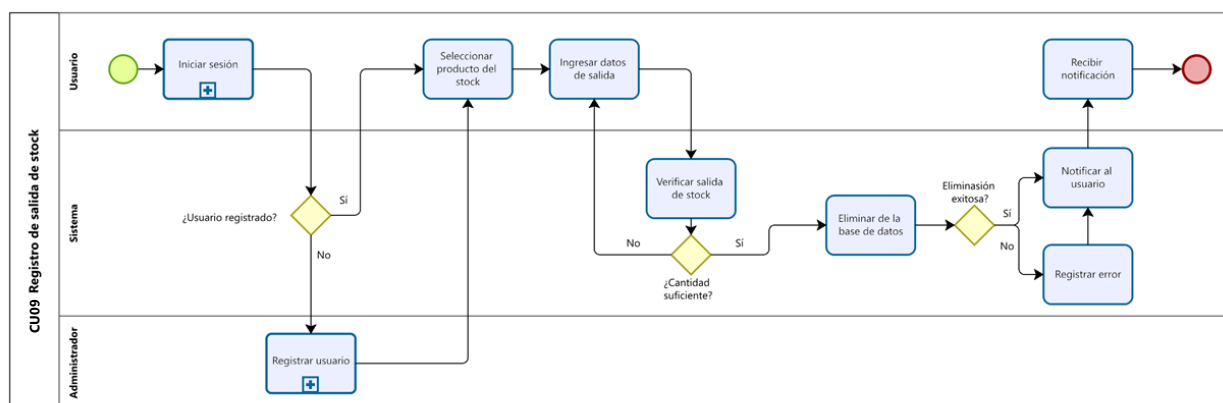 CU09 Registro de salida de stock
Usuario
Iniciar sesión
Seleccionar
producto del
stock
Ingresar datos
de salida
Recibir
notificación
Sistema
¿Usuario registrado?
Sí
No
Verificar salida
de stock
No
Sí
¿Cantidad
suficiente?
Eliminar de la
base de datos
Eliminasión
exitosa?
Sí
No
Notificar al
usuario
Registrar error
Administrador
Registrar usuario